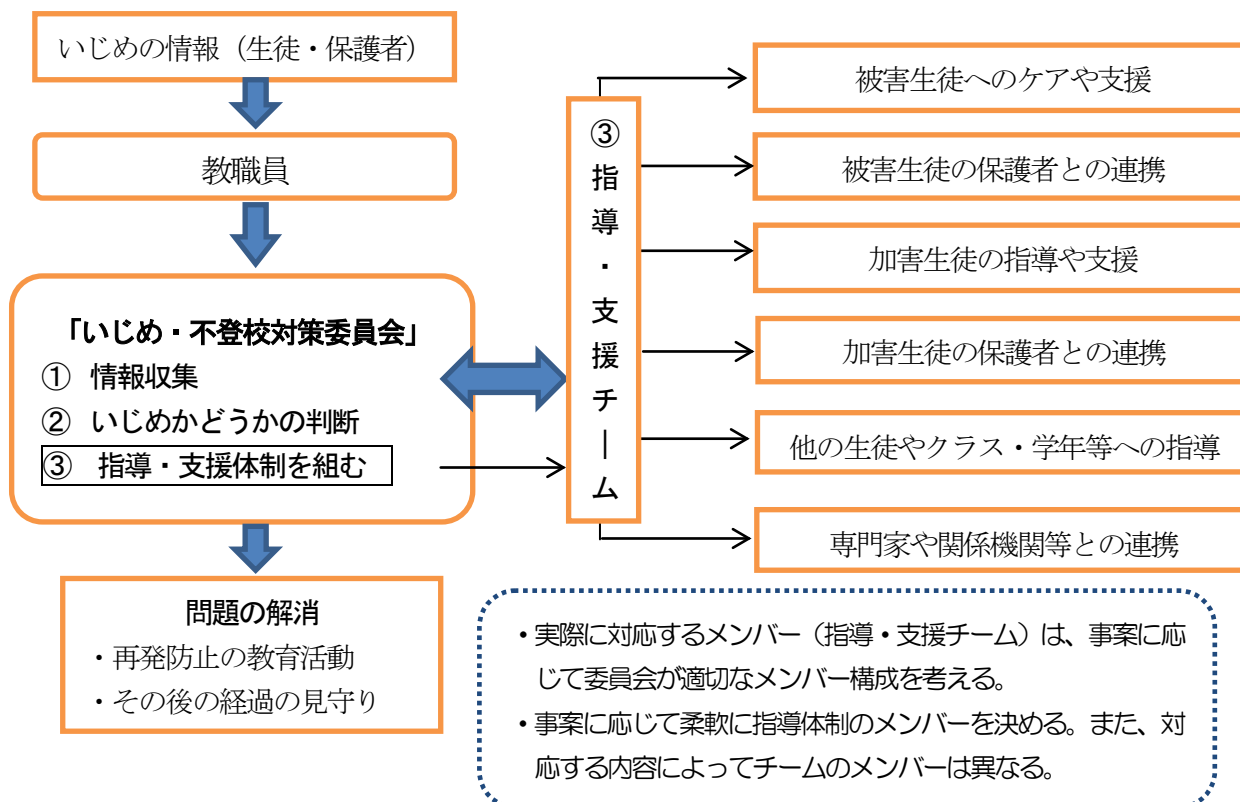 いじめの情報（生徒・保護者）
教職員
「いじめ・不登校対策委員会」
① 情報収集
② いじめかどうかの判断
③ 指導・支援体制を組む
問題の解消
・再発防止の教育活動
・その後の経過の見守り
③指導・支援チーム
被害生徒へのケアや支援
被害生徒の保護者との連携
加害生徒の指導や支援
加害生徒の保護者との連携
他の生徒やクラス・学年等への指導
専門家や関係機関等との連携
・実際に対応するメンバー（指導・支援チーム）は、事案に応
じて委員会が適切なメンバー構成を考える。
・事案に応じて柔軟に指導体制のメンバーを決める。また、対
応する内容によってチームのメンバーは異なる。